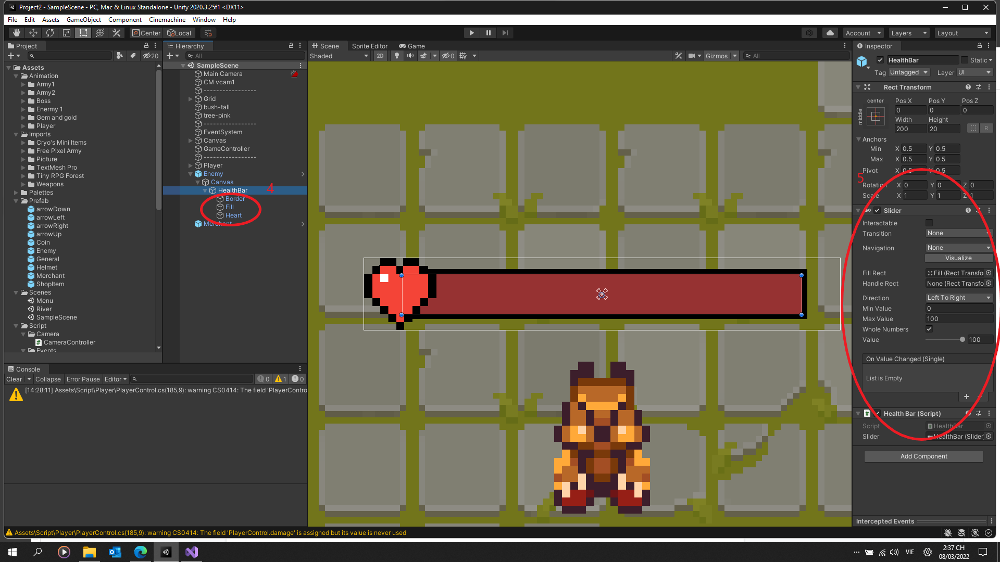 Project2 - SampleScene - PC, Mac & Linux Standalone - Unity 2020.3.25f1 <DX11>
File Edit Assets GameObject Component Cinemachine Window Help
Center Local Account Layers Layout
Project
20
Assets
Animation
Army1
Army2
Boss
Enermy 1
Gem and gold
Player
Imports
Cryo's Mini Items
Free Pixel Army
Picture
TextMesh Pro
Tiny RPG Forest
Weapons
Palettes
Prefab
arrowDown
arrowLeft
arrowRight
arrowUp
Coin
Enemy
General
Helmet
Merchant
ShopItem
Scenes
Menu
River
SampleScene
Script
Camera
CameraController
Events
Hierarchy
All
SampleScene
Main Camera
CM vcam1
-----------------
Grid
bush-tall
tree-pink
-----------------
EventSystem
Canvas
GameController
-----------------
Player
Enemy
Canvas
HealthBar
4
Border
Fill
Heart
Merchant
Scene Sprite Editor Game
Shaded 2D 0 Gizmos All
Inspector
HealthBar Static
Tag Untagged Layer UI
Rect Transform
center Pos X Pos Y Pos Z
middle 0 0 0
Width Height
200 20 R
Anchors
Min X 0.5 Y 0.5
Max X 0.5 Y 0.5
Pivot X 0.5 Y 0.5
5
Rotation X 0 Y 0 Z 0
Scale X 1 Y 1 Z 1
Slider
Interactable
Transition None
Navigation None
Visualize
Fill Rect Fill (Rect Transfo
Handle Rect None (Rect Transfo
Direction Left To Right
Min Value 0
Max Value 100
Whole Numbers
Value 100
On Value Changed (Single)
List is Empty
+ -
# Health Bar (Script)
Script HealthBar
Slider HealthBar (Slider
Add Component
Intercepted Events
Console
Clear Collapse Error Pause Editor 0 1 0
[14:28:11] Assets\Script\Player\PlayerControl.cs(185,9): warning CS0414: The field 'PlayerContro
Assets\Script\Player\PlayerControl.cs(185,9): warning CS0414: The field 'PlayerControl.damage' is assigned but its value is never used
VIE
2:37 CH
08/03/2022